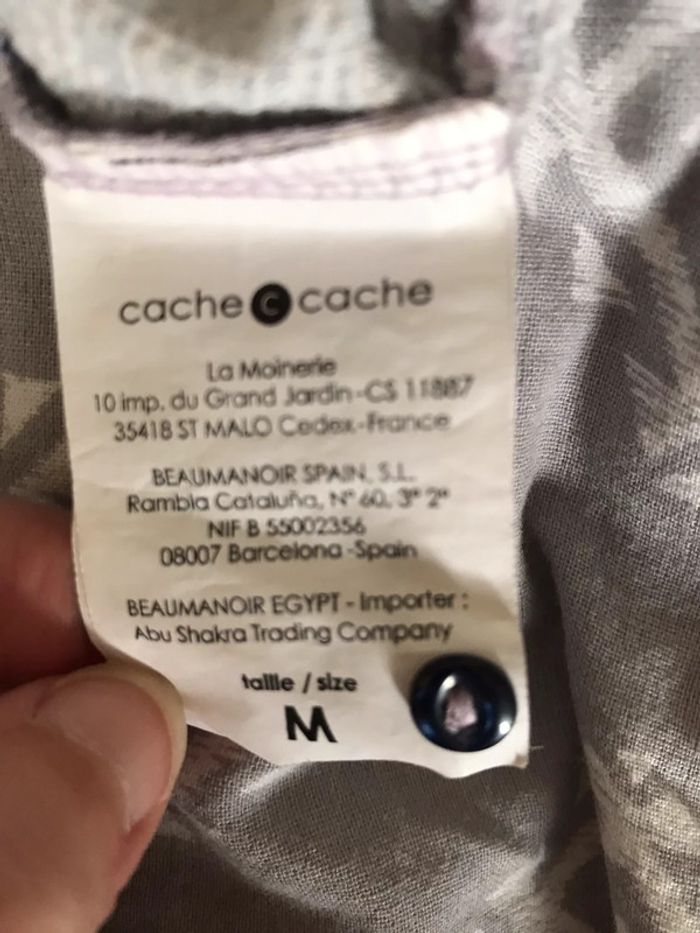 cache c cache
La Moinerie
10 imp. du Grand Jardin-CS 11887
35418 ST MALO Cedex-France
BEAUMANOIR SPAIN, S.L.
Rambla Cataluña, Nº 60, 3º 2ª
NIF B 55002356
08007 Barcelona-Spain
BEAUMANOIR EGYPT - Importer :
Abu Shakra Trading Company
taille / size
M